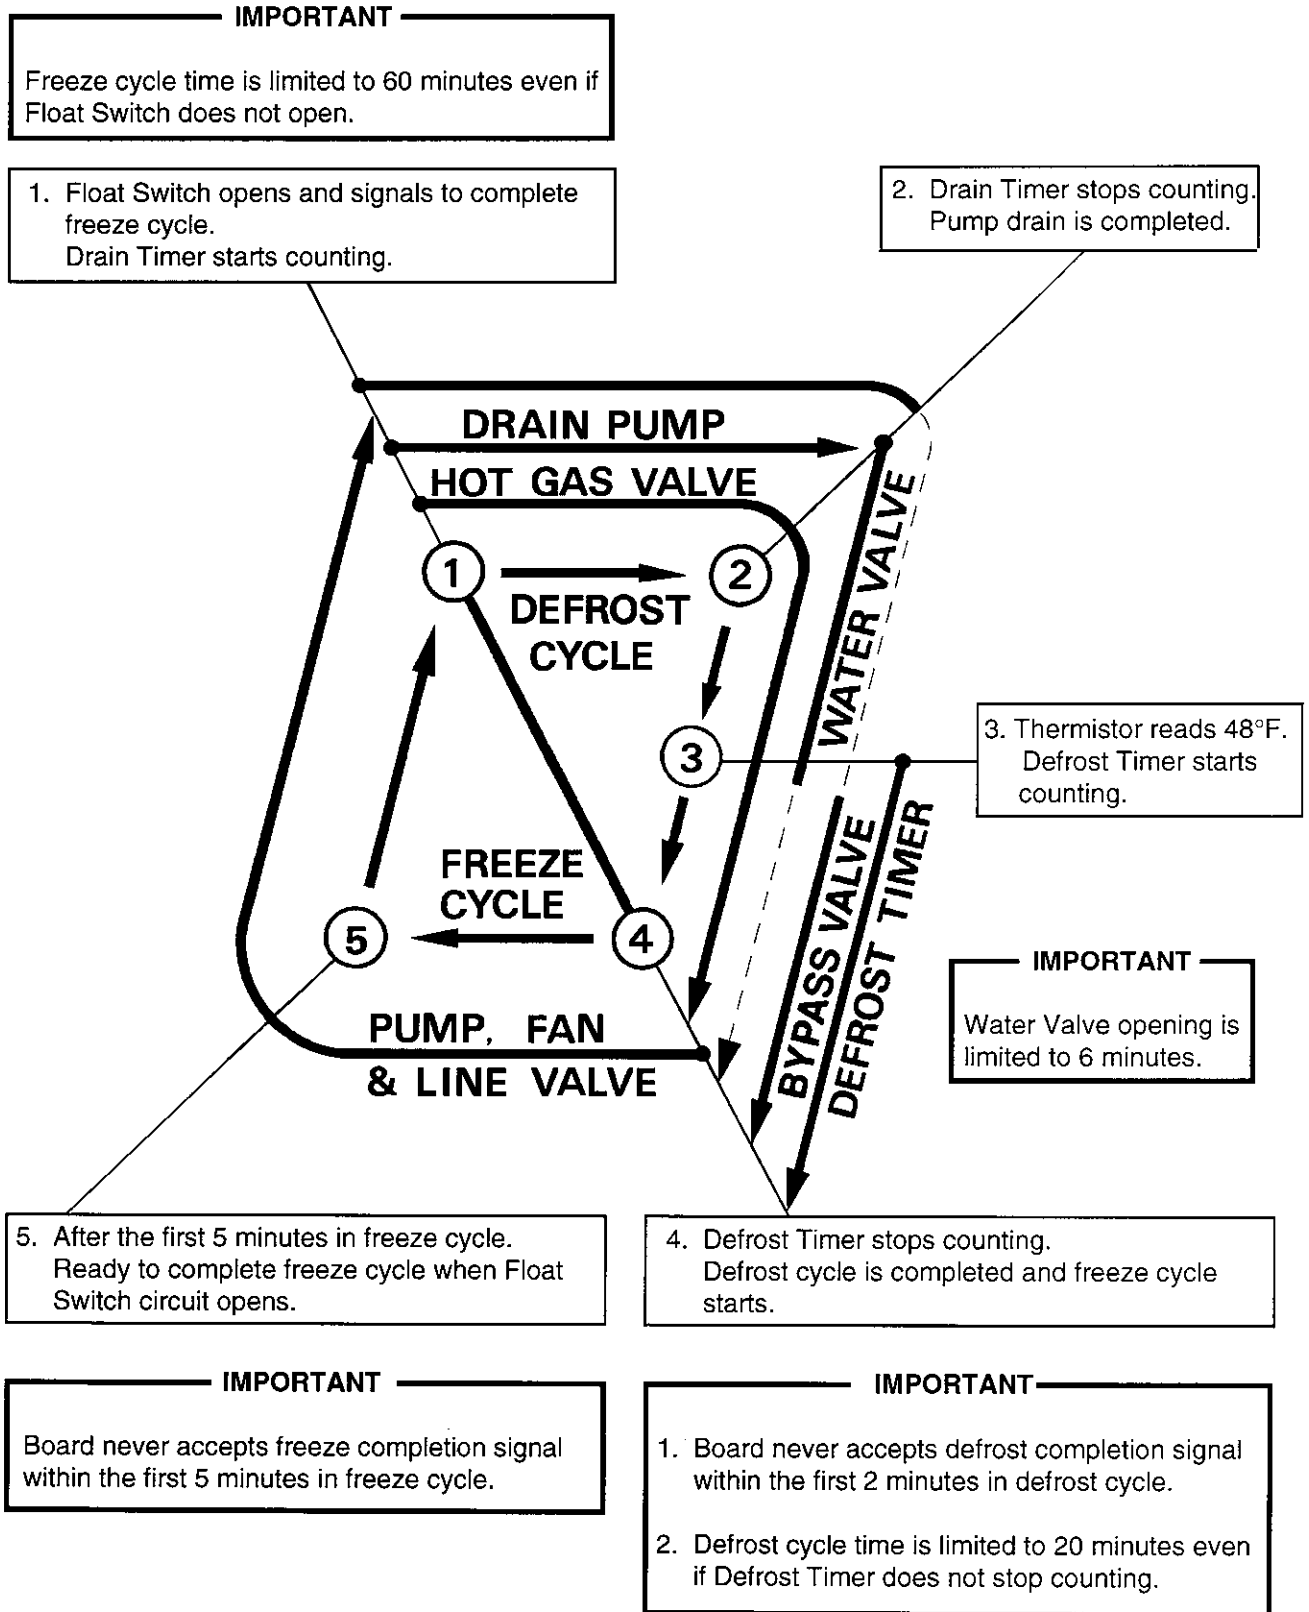 IMPORTANT
Freeze cycle time is limited to 60 minutes even if
Float Switch does not open.
1. Float Switch opens and signals to complete
freeze cycle.
Drain Timer starts counting.
2. Drain Timer stops counting.
Pump drain is completed.
DRAIN PUMP
HOT GAS VALVE
1
2
DEFROST
CYCLE
WATER VALVE
3
3. Thermistor reads 48°F.
Defrost Timer starts
counting.
FREEZE
CYCLE
5
4
BYPASS VALVE
DEFROST TIMER
PUMP, FAN
& LINE VALVE
IMPORTANT
Water Valve opening is
limited to 6 minutes.
5. After the first 5 minutes in freeze cycle.
Ready to complete freeze cycle when Float
Switch circuit opens.
4. Defrost Timer stops counting.
Defrost cycle is completed and freeze cycle
starts.
IMPORTANT
Board never accepts freeze completion signal
within the first 5 minutes in freeze cycle.
IMPORTANT
1. Board never accepts defrost completion signal
within the first 2 minutes in defrost cycle.
2. Defrost cycle time is limited to 20 minutes even
if Defrost Timer does not stop counting.